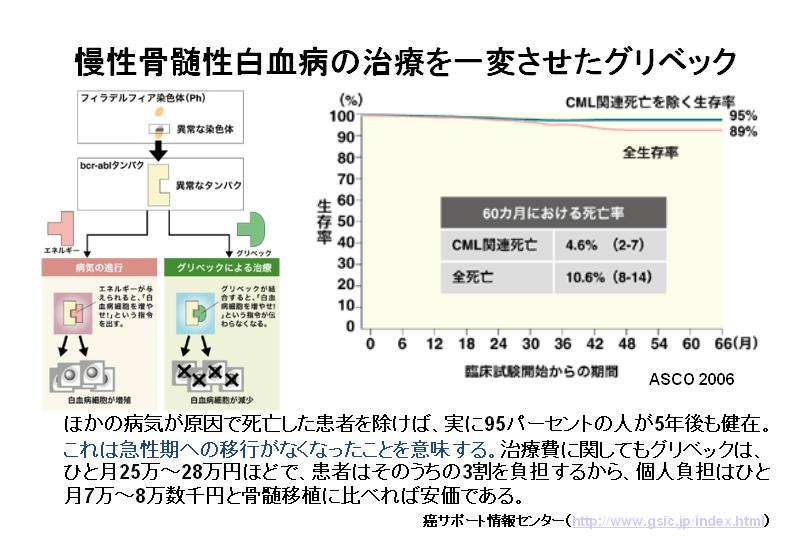 慢性骨髄性白血病の治療を一変させたグリベック
フィラデルフィア染色体(Ph)
異常な染色体
bcr-ablタンパク
異常なタンパク
エネルギー
グリベック
病気の進行
グリベックによる治療
エネルギーが
与えられると、「白
血病細胞を増や
せ!」という指令
を出す。
グリベックが結
合すると、「白血
病細胞を増やせ!
」という指令が伝
わらなくなる。
白血病細胞が増殖
白血病細胞が減少
(%)
100
90
80
70
60
50
40
30
20
10
0
生存率
CML関連死亡を除く生存率
95%
89%
全生存率
60カ月における死亡率
CML関連死亡 4.6% (2-7)
全死亡 10.6% (8-14)
0 6 12 18 24 30 36 42 48 54 60 66(月)
臨床試験開始からの期間
ASCO 2006
ほかの病気が原因で死亡した患者を除けば、実に95パーセントの人が5年後も健在。
これは急性期への移行がなくなったことを意味する。治療費に関してもグリベックは、
ひと月25万～28万円ほどで、患者はそのうちの3割を負担するから、個人負担はひと
月7万～8万数千円と骨髄移植に比べれば安価である。
癌サポート情報センター(http://www.gsic.jp/index.html)